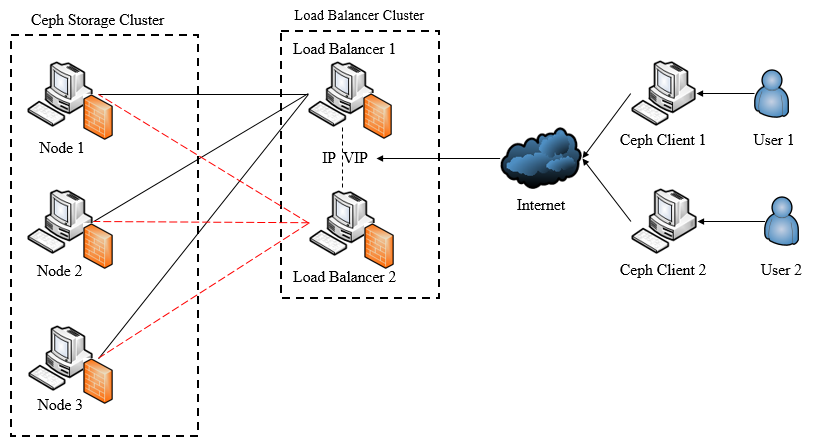 Ceph Storage Cluster
Load Balancer Cluster
Load Balancer 1
Node 1
IP VIP
Node 2
Load Balancer 2
Node 3
Internet
Ceph Client 1
User 1
Ceph Client 2
User 2